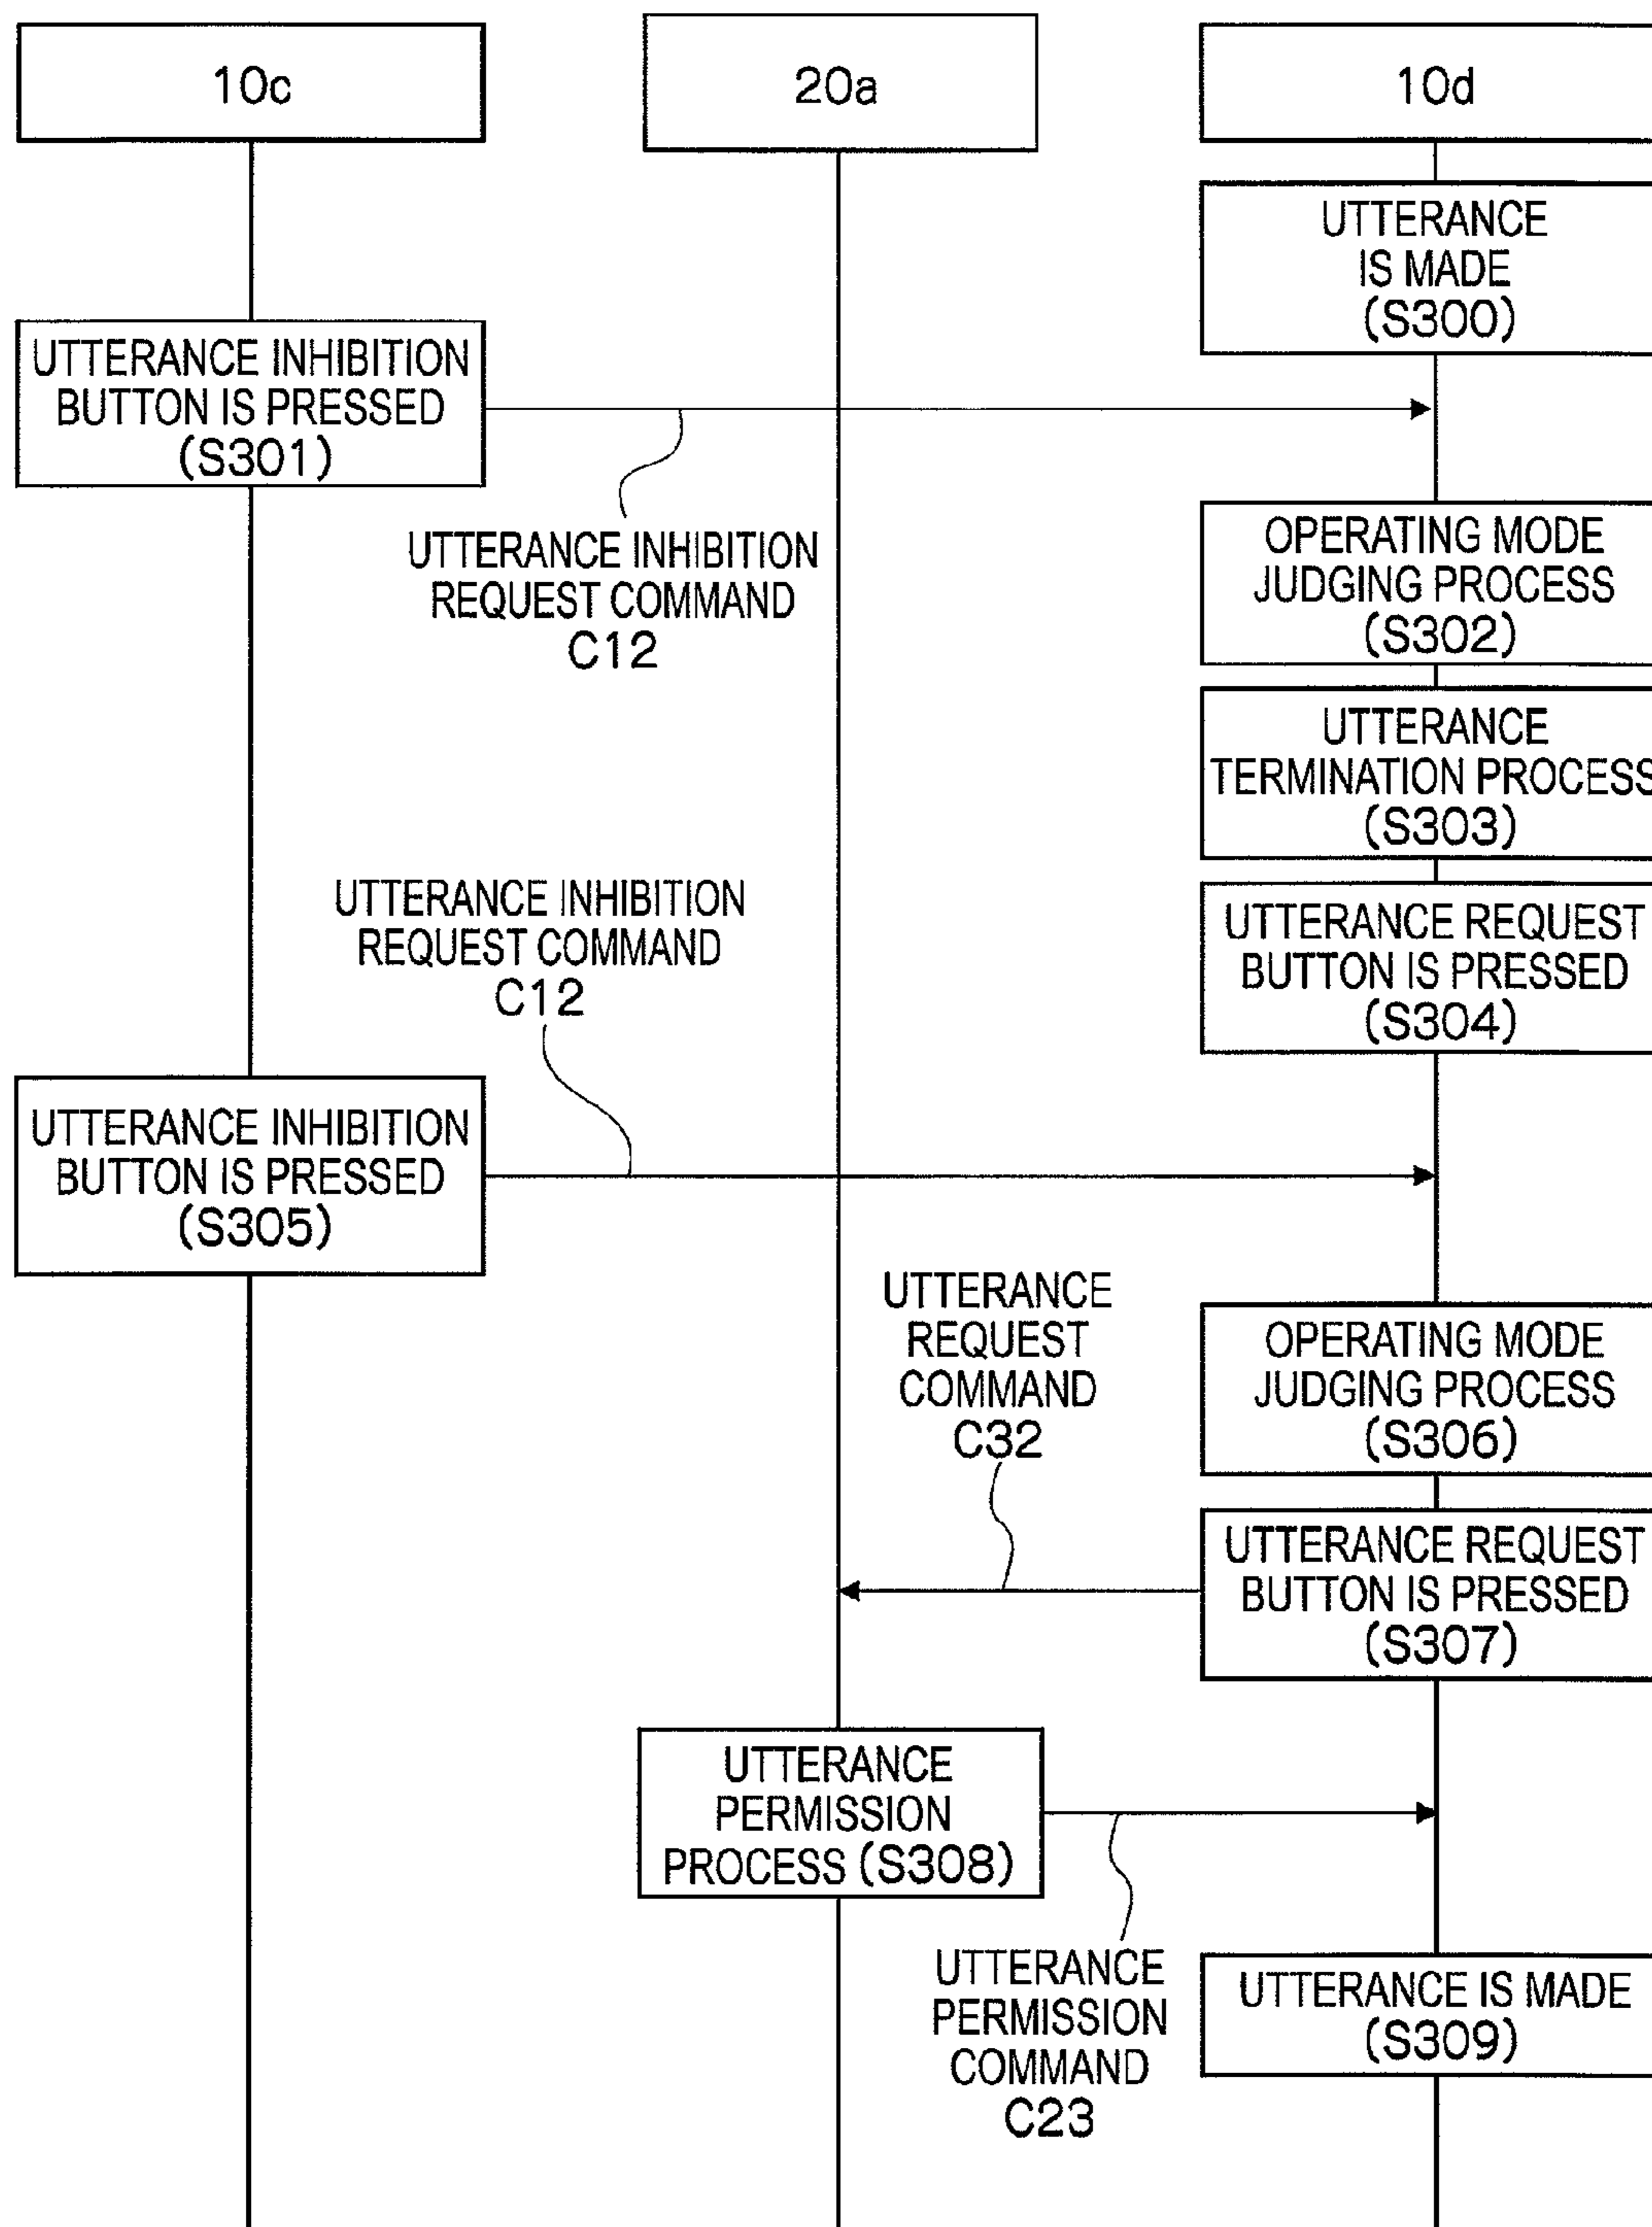 10c
20a
10d
UTTERANCE
IS MADE
(S300)
UTTERANCE INHIBITION
BUTTON IS PRESSED
(S301)
UTTERANCE INHIBITION
REQUEST COMMAND
C12
OPERATING MODE
JUDGING PROCESS
(S302)
UTTERANCE
TERMINATION PROCESS
(S303)
UTTERANCE REQUEST
BUTTON IS PRESSED
(S304)
UTTERANCE INHIBITION
REQUEST COMMAND
C12
UTTERANCE INHIBITION
BUTTON IS PRESSED
(S305)
OPERATING MODE
JUDGING PROCESS
(S306)
UTTERANCE
REQUEST
COMMAND
C32
UTTERANCE REQUEST
BUTTON IS PRESSED
(S307)
UTTERANCE
PERMISSION
PROCESS (S308)
UTTERANCE
PERMISSION
COMMAND
C23
UTTERANCE IS MADE
(S309)